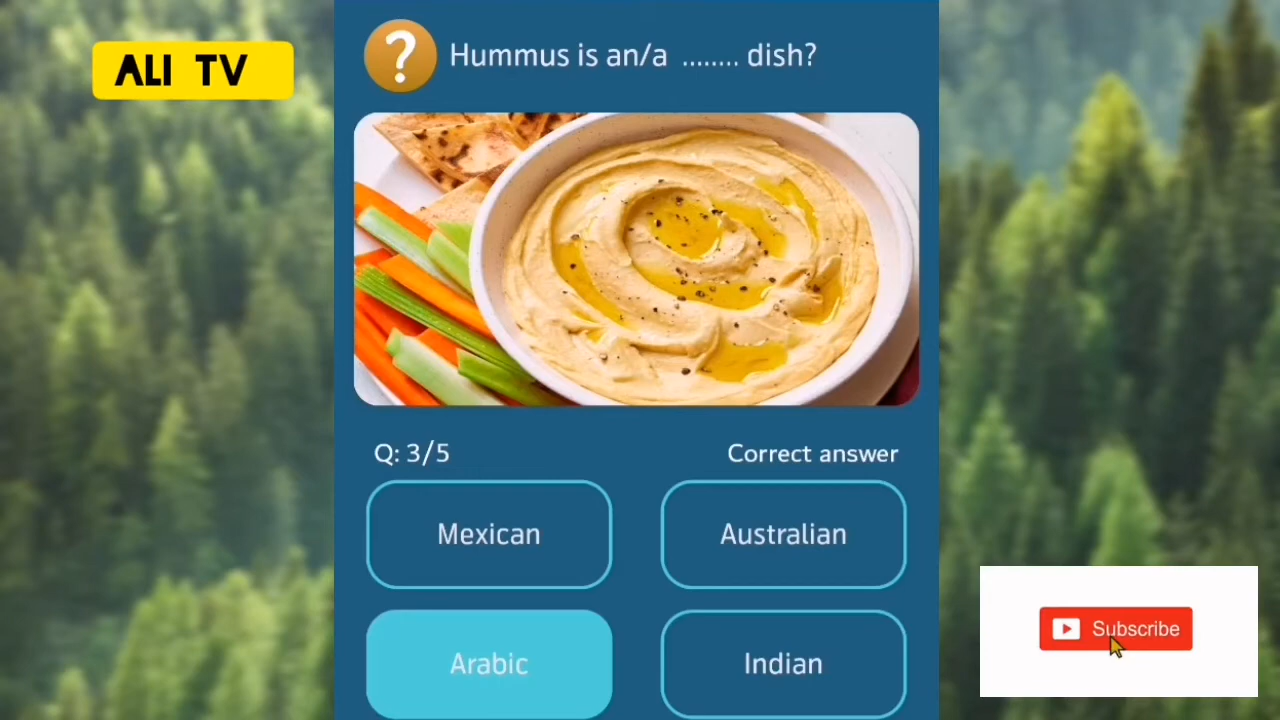 ALI TV
? Hummus is an/a ........ dish?
Q: 3/5 Correct answer
Mexican Australian
Arabic Indian
Subscribe